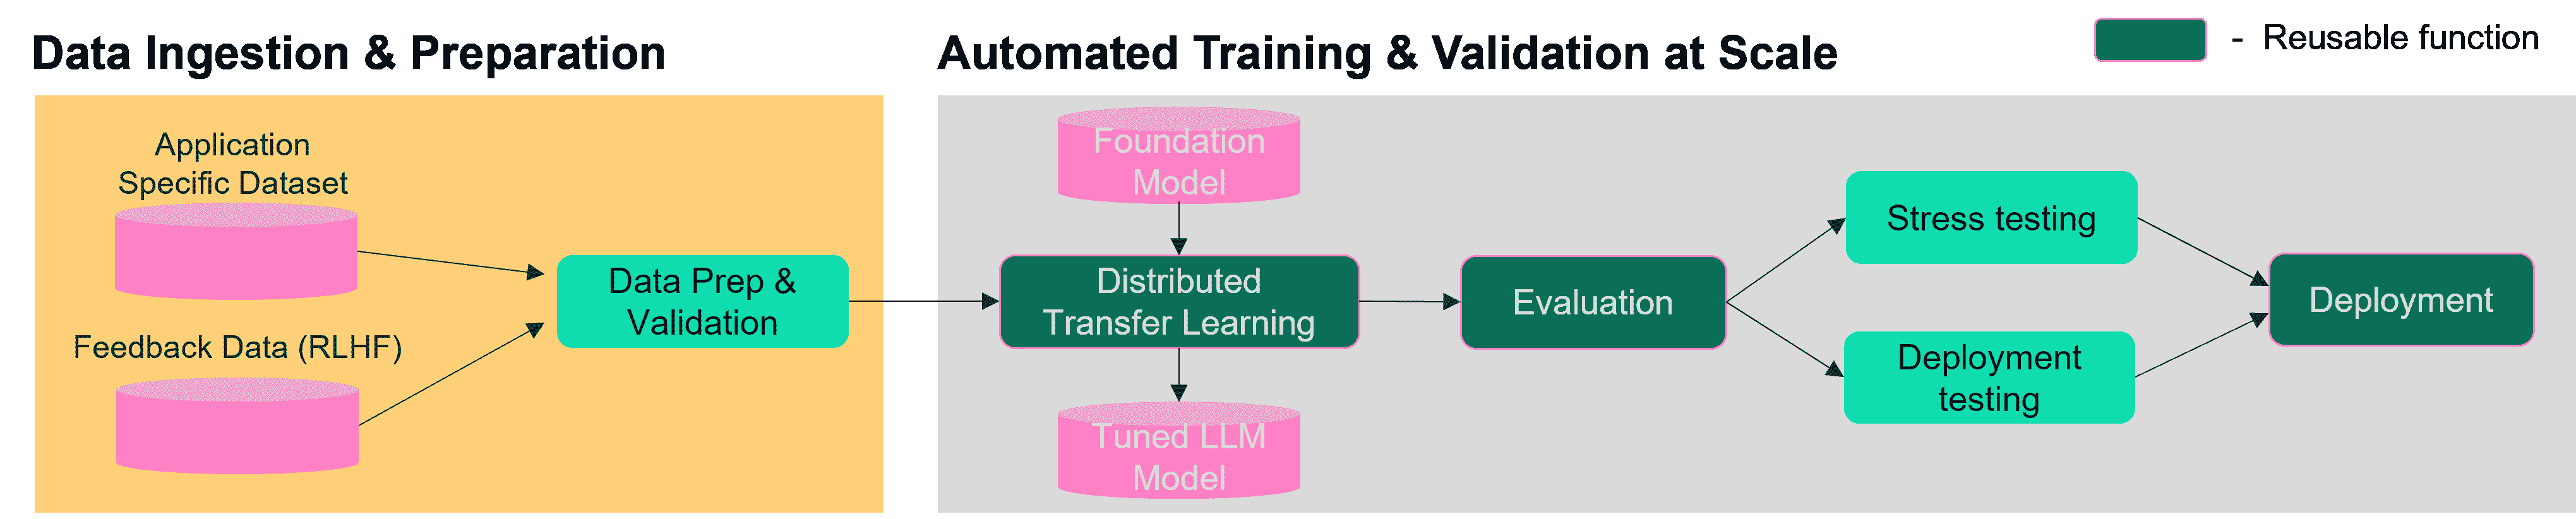 Data Ingestion & Preparation
Automated Training & Validation at Scale
- Reusable function
Application
Specific Dataset
Feedback Data (RLHF)
Data Prep &
Validation
Foundation
Model
Distributed
Transfer Learning
Tuned LLM
Model
Evaluation
Stress testing
Deployment
testing
Deployment